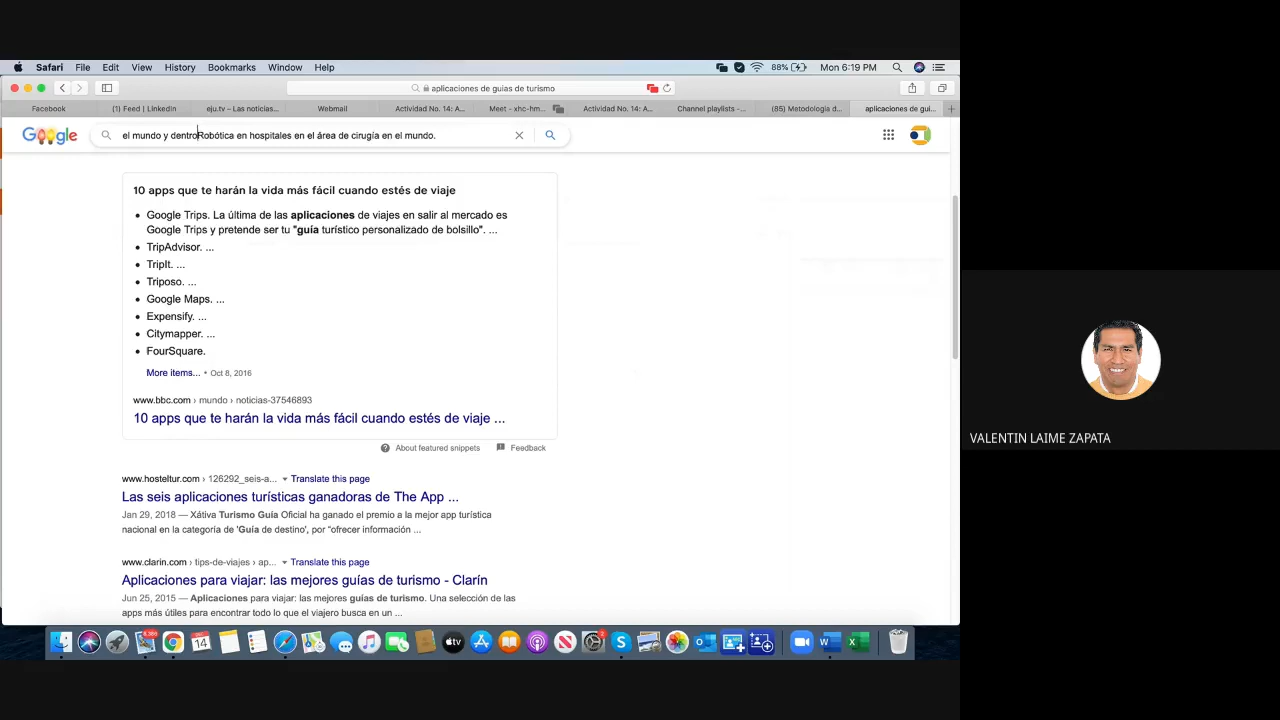 Safari File Edit View History Bookmarks Window Help 88% Mon 6:19 PM
aplicaciones de guias de turismo
Facebook (1) Feed | LinkedIn eju.tv – Las noticias... Webmail Actividad No. 14: A... Meet – xhc-hm... Actividad No. 14: A... Channel playlists -... (85) Metodología d... aplicaciones de gui...
Google el mundo y dentroRobótica en hospitales en el área de cirugía en el mundo.
10 apps que te harán la vida más fácil cuando estés de viaje
Google Trips. La última de las aplicaciones de viajes en salir al mercado es
Google Trips y pretende ser tu "guía turístico personalizado de bolsillo". ...
TripAdvisor. ...
TripIt. ...
Triposo. ...
Google Maps. ...
Expensify. ...
Citymapper. ...
FourSquare.
More items... • Oct 8, 2016
www.bbc.com › mundo › noticias-37546893
10 apps que te harán la vida más fácil cuando estés de viaje ...
About featured snippets Feedback
www.hosteltur.com › 126292_seis-a... Translate this page
Las seis aplicaciones turísticas ganadoras de The App ...
Jan 29, 2018 — Xátiva Turismo Guía Oficial ha ganado el premio a la mejor app turística
nacional en la categoría de 'Guía de destino', por “ofrecer información ...
www.clarin.com › tips-de-viajes › ap... Translate this page
Aplicaciones para viajar: las mejores guías de turismo - Clarín
Jun 25, 2015 — Aplicaciones para viajar: las mejores guías de turismo. Una selección de las
apps más útiles para encontrar todo lo que el viajero busca en un ...
VALENTIN LAIME ZAPATA
14
tv